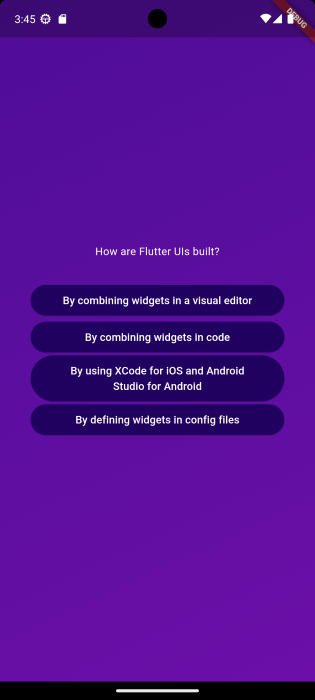 3:45
DEBUG
How are Flutter UIs built?
By combining widgets in a visual editor
By combining widgets in code
By using XCode for iOS and Android
Studio for Android
By defining widgets in config files